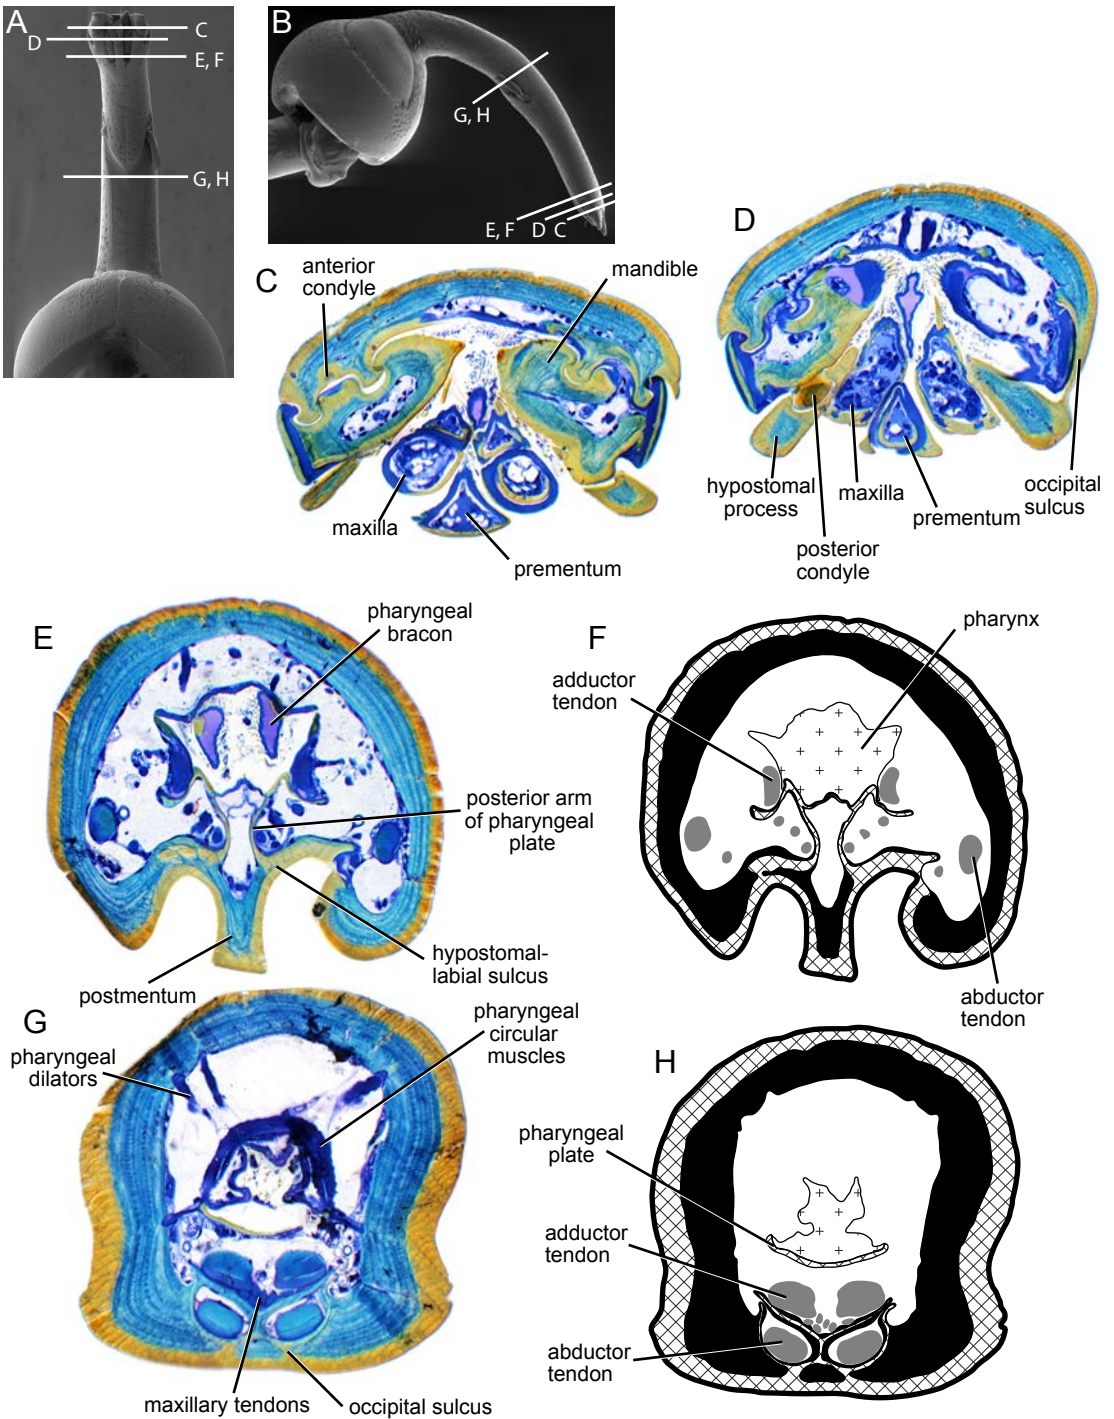 A
C
D
E, F
G, H
B
G, H
E, F
D
C
C
anterior
condyle
mandible
maxilla
prementum
D
hypostomal
process
maxilla
prementum
occipital
sulcus
posterior
condyle
E
pharyngeal
bracon
posterior arm
of pharyngeal
plate
hypostomal-
labial sulcus
postmentum
F
pharynx
adductor
tendon
abductor
tendon
G
pharyngeal
dilators
pharyngeal
circular
muscles
maxillary tendons
occipital sulcus
H
pharyngeal
plate
adductor
tendon
abductor
tendon